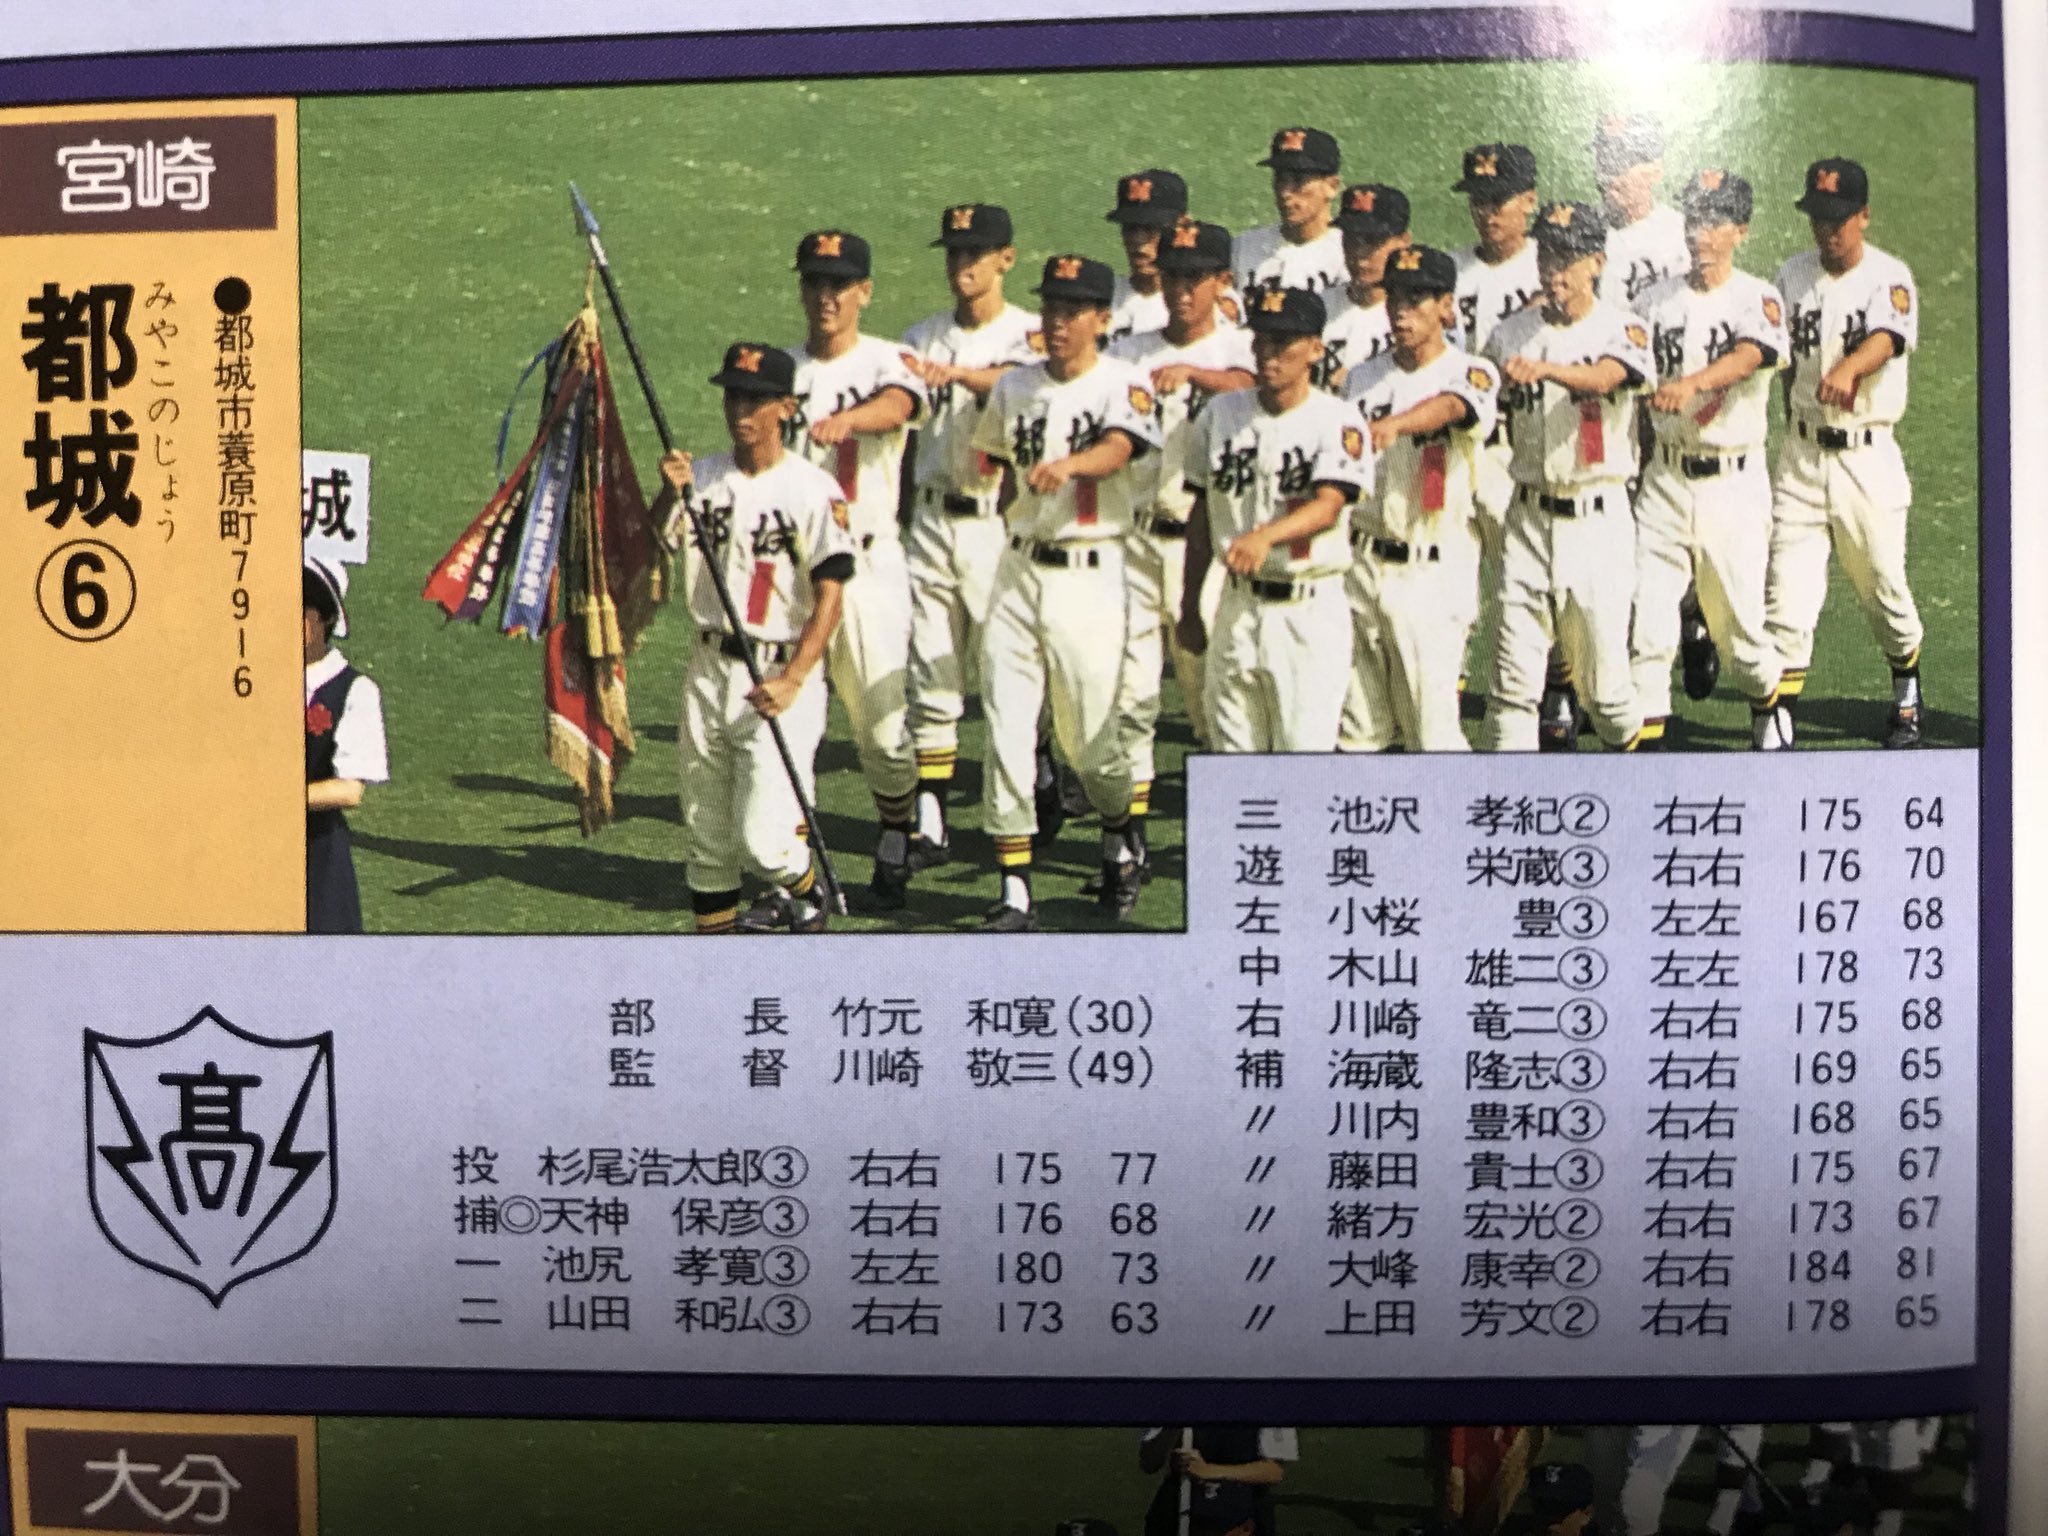 宮崎
都城⑥
みやこのじょう
●都城市蓑原町79-6
城
都城
都城
都城
高
部長 竹元 和寛(30)
監督 川崎 敬三(49)
投 杉尾浩太郎③ 右右 175 77
捕◎天神 保彦③ 右右 176 68
一 池尻 孝寛③ 左左 180 73
二 山田 和弘③ 右右 173 63
三 池沢 孝紀② 右右 175 64
遊 奥 栄蔵③ 右右 176 70
左 小桜 豊③ 左左 167 68
中 木山 雄二③ 左左 178 73
右 川崎 竜二③ 右右 175 68
補 海蔵 隆志③ 右右 169 65
〃 川内 豊和③ 右右 168 65
〃 藤田 貴士③ 右右 175 67
〃 緒方 宏光② 右右 173 67
〃 大峰 康幸② 右右 184 81
〃 上田 芳文② 右右 178 65
大分